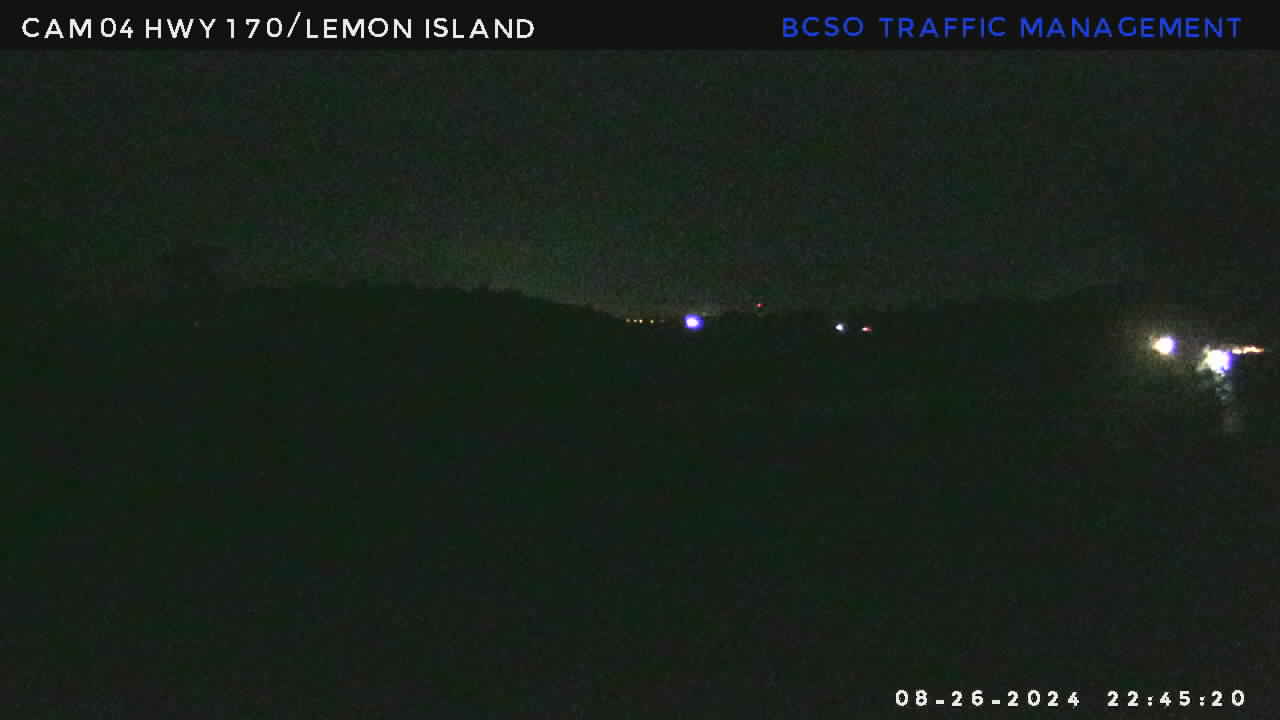 CAM04 HWY 170/LEMON ISLAND
BCSO TRAFFIC MANAGEMENT
08-26-2024 22:45:20